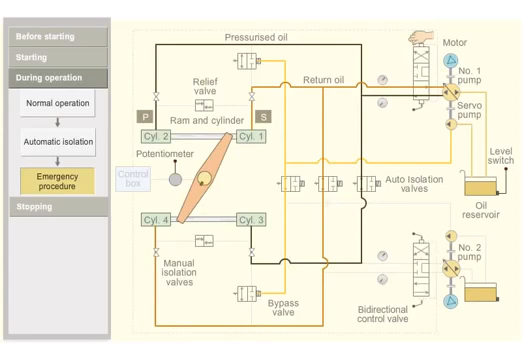 Before starting
Starting
During operation
Normal operation
Automatic isolation
Emergency
procedure
Stopping
Pressurised oil
Motor
Relief
valve
Return oil
No. 1
pump
Servo
pump
P
Ram and cylinder
S
Cyl. 2
Cyl. 1
Potentiometer
Level
switch
Control
box
Auto Isolation
valves
Oil
reservoir
Cyl. 4
Cyl. 3
No. 2
pump
Manual
isolation
valves
Bypass
valve
Bidirectional
control valve